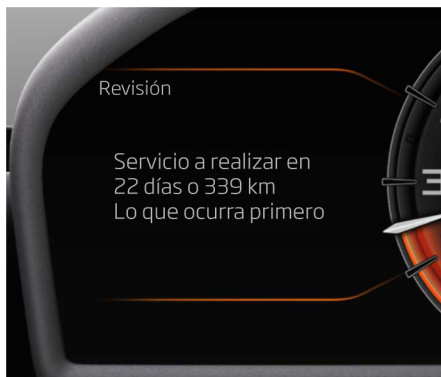 Revisión
Servicio a realizar en
22 días o 339 km
Lo que ocurra primero